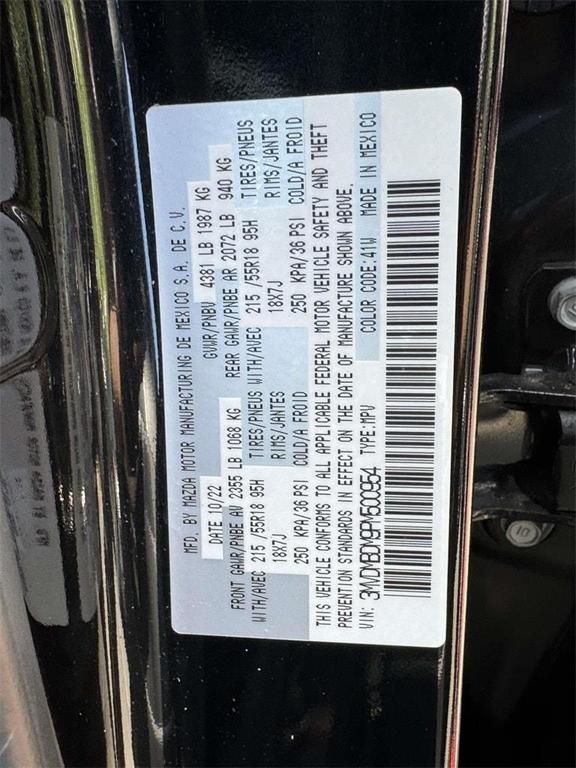 MFD. BY MAZDA MOTOR MANUFACTURING DE MEXICO S.A. DE C.V.
DATE 10/22 GVWR/PNBV 4381 LB 1987 KG
FRONT GAWR/PNBE AV 2355 LB 1068 KG REAR GAWR/PNBE AR 2072 LB 940 KG
WITH/AVEC 215 /55R18 95H TIRES/PNEUS WITH/AVEC 215 /55R18 95H TIRES/PNEUS
18X7J RIMS/JANTES 18X7J RIMS/JANTES
250 KPA/36 PSI COLD/A FROID 250 KPA/36 PSI COLD/A FROID
THIS VEHICLE CONFORMS TO ALL APPLICABLE FEDERAL MOTOR VEHICLE SAFETY AND THEFT
PREVENTION STANDARDS IN EFFECT ON THE DATE OF MANUFACTURE SHOWN ABOVE.
VIN: 3MVDMBDM9PM500954 TYPE:MPV COLOR CODE:41W MADE IN MEXICO
10